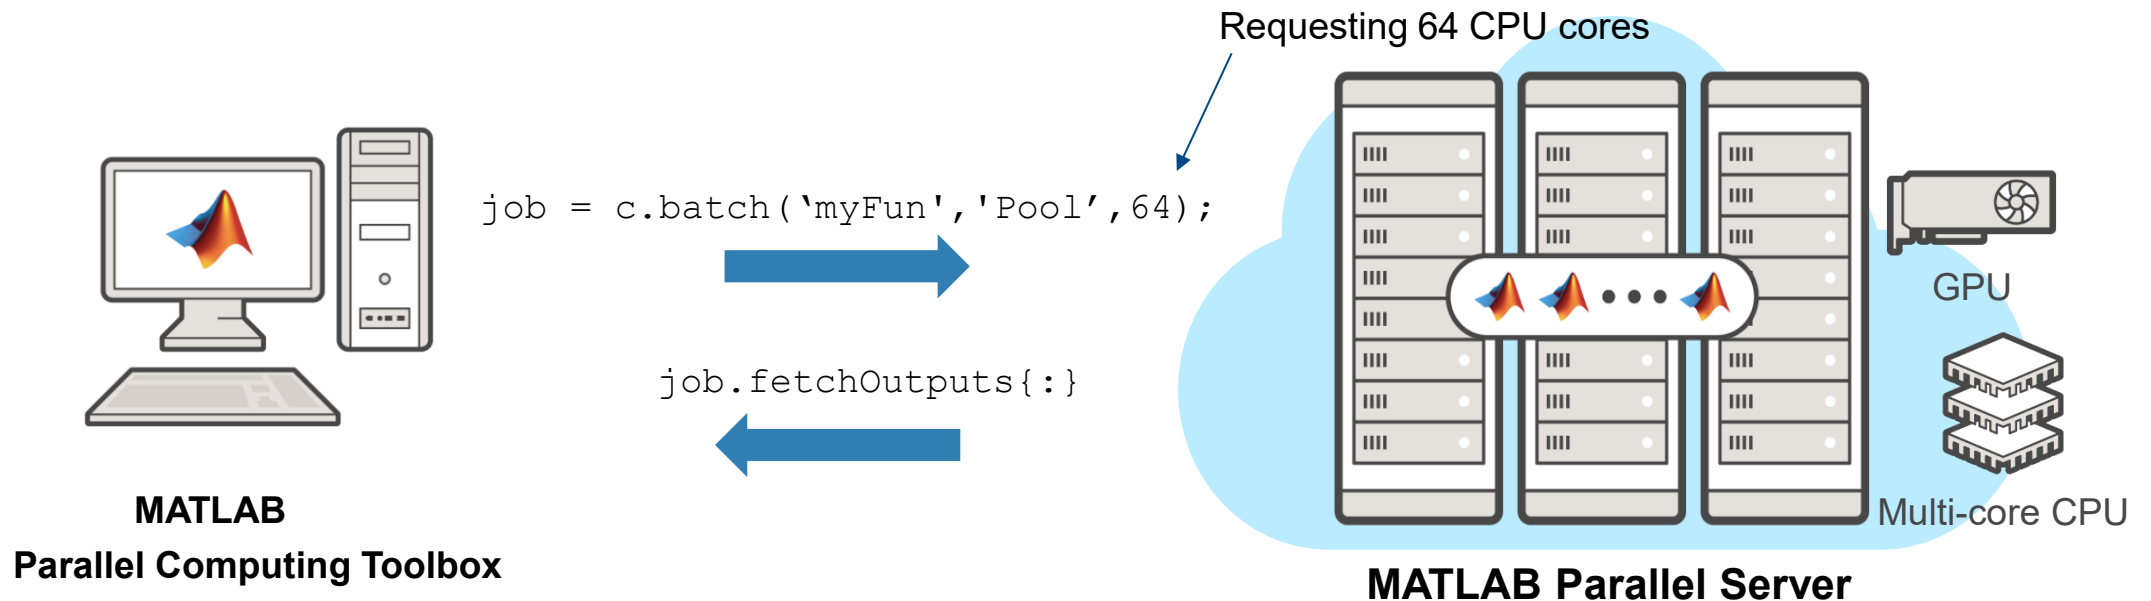 Requesting 64 CPU cores
job = c.batch(‘myFun','Pool’,64);
GPU
job.fetchOutputs{:}
MATLAB
Parallel Computing Toolbox
Multi-core CPU
MATLAB Parallel Server